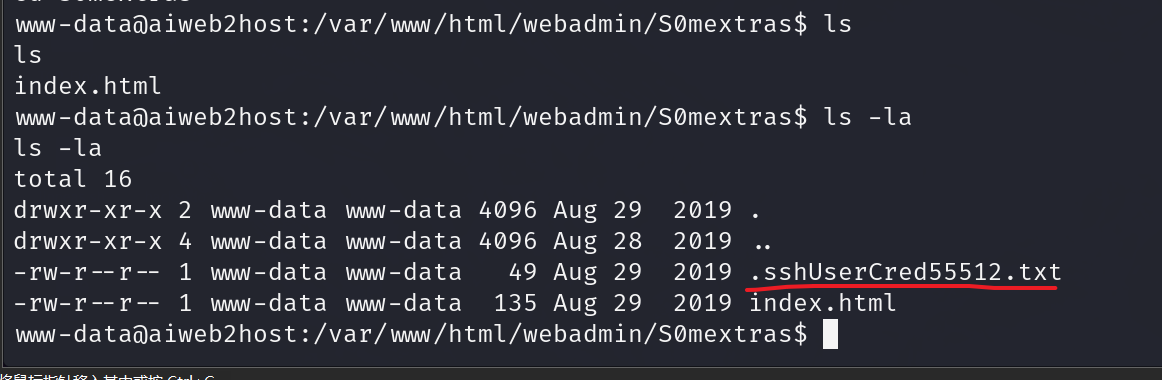 www-data@aiweb2host:/var/www/html/webadmin/S0mextras$ ls
ls
index.html
www-data@aiweb2host:/var/www/html/webadmin/S0mextras$ ls -la
ls -la
total 16
drwxr-xr-x 2 www-data www-data 4096 Aug 29  2019 .
drwxr-xr-x 4 www-data www-data 4096 Aug 28  2019 ..
-rw-r--r-- 1 www-data www-data   49 Aug 29  2019 .sshUserCred55512.txt
-rw-r--r-- 1 www-data www-data  135 Aug 29  2019 index.html
www-data@aiweb2host:/var/www/html/webadmin/S0mextras$